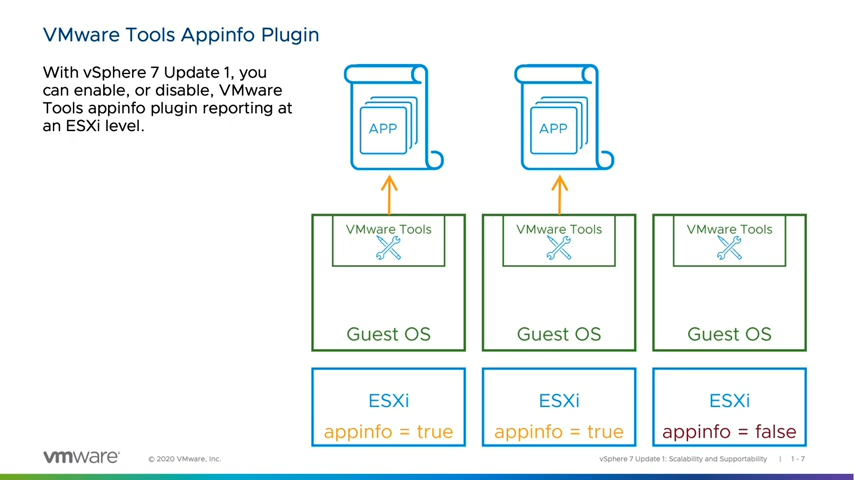 VMware Tools Appinfo Plugin
With vSphere 7 Update 1, you
can enable, or disable, VMware
Tools appinfo plugin reporting at
an ESXi level.
APP
APP
VMware Tools
VMware Tools
VMware Tools
Guest OS
Guest OS
Guest OS
ESXi
ESXi
ESXi
appinfo = true
appinfo = true
appinfo = false
vmware
© 2020 VMware, Inc.
vSphere 7 Update 1: Scalability and Supportability | 1 - 7